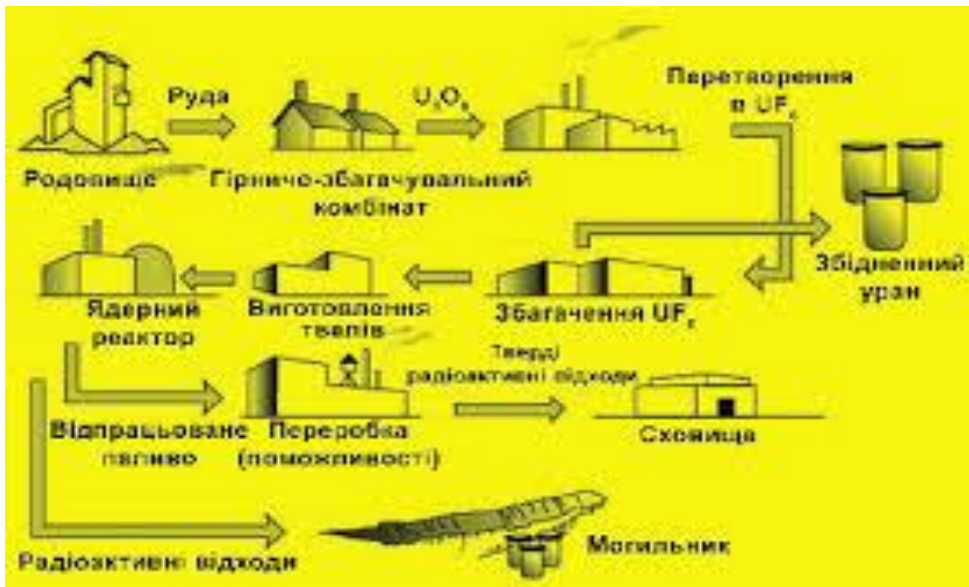 Руда
U₃O₈
Перетворення
в UF₆
Родовище
Гірничо-збагачувальний
комбінат
Збіднений
уран
Ядерний
реактор
Виготовлення
твелів
Збагачення UF₆
Тверді
радіоактивні відходи
Відпрацьоване
паливо
Переробка
(поможливості)
Сховища
Могильник
Радіоактивні відходи